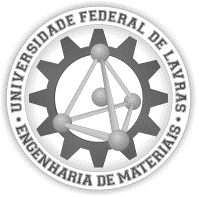 UNIVERSIDADE FEDERAL DE LAVRAS
• ENGENHARIA DE MATERIAIS •